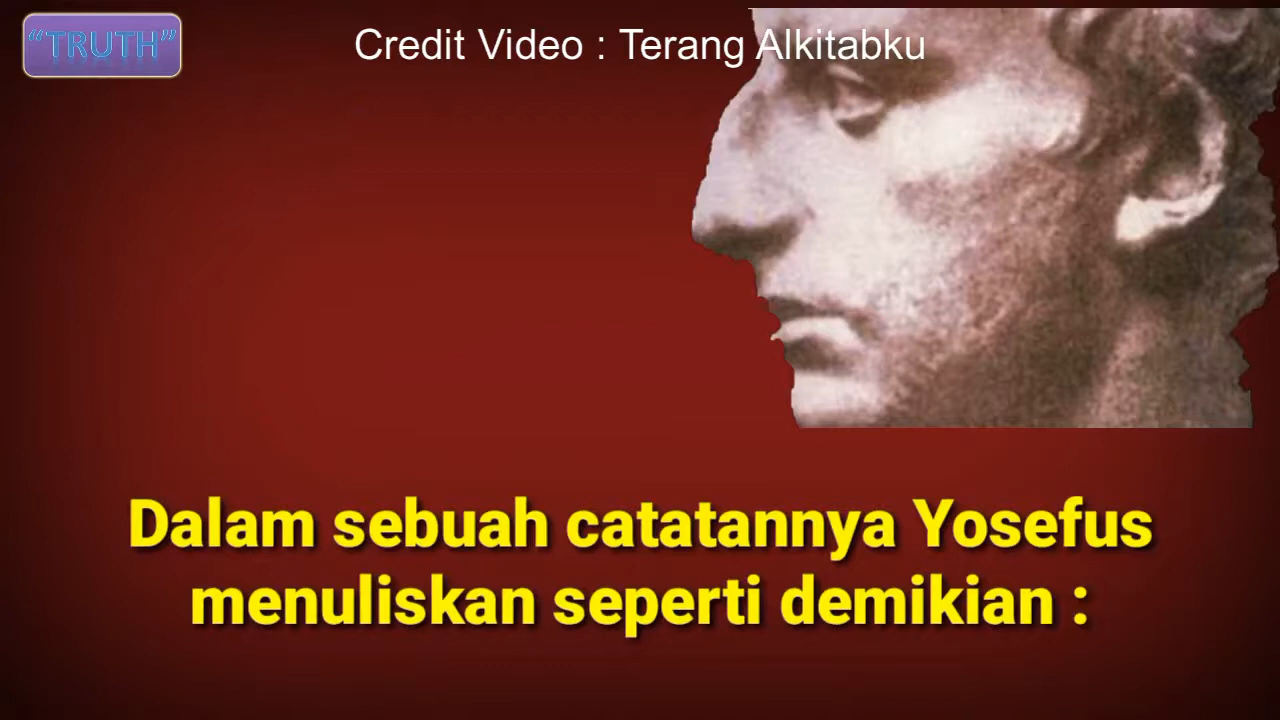 “TRUTH”
Credit Video : Terang Alkitabku
Dalam sebuah catatannya Yosefus
menuliskan seperti demikian :